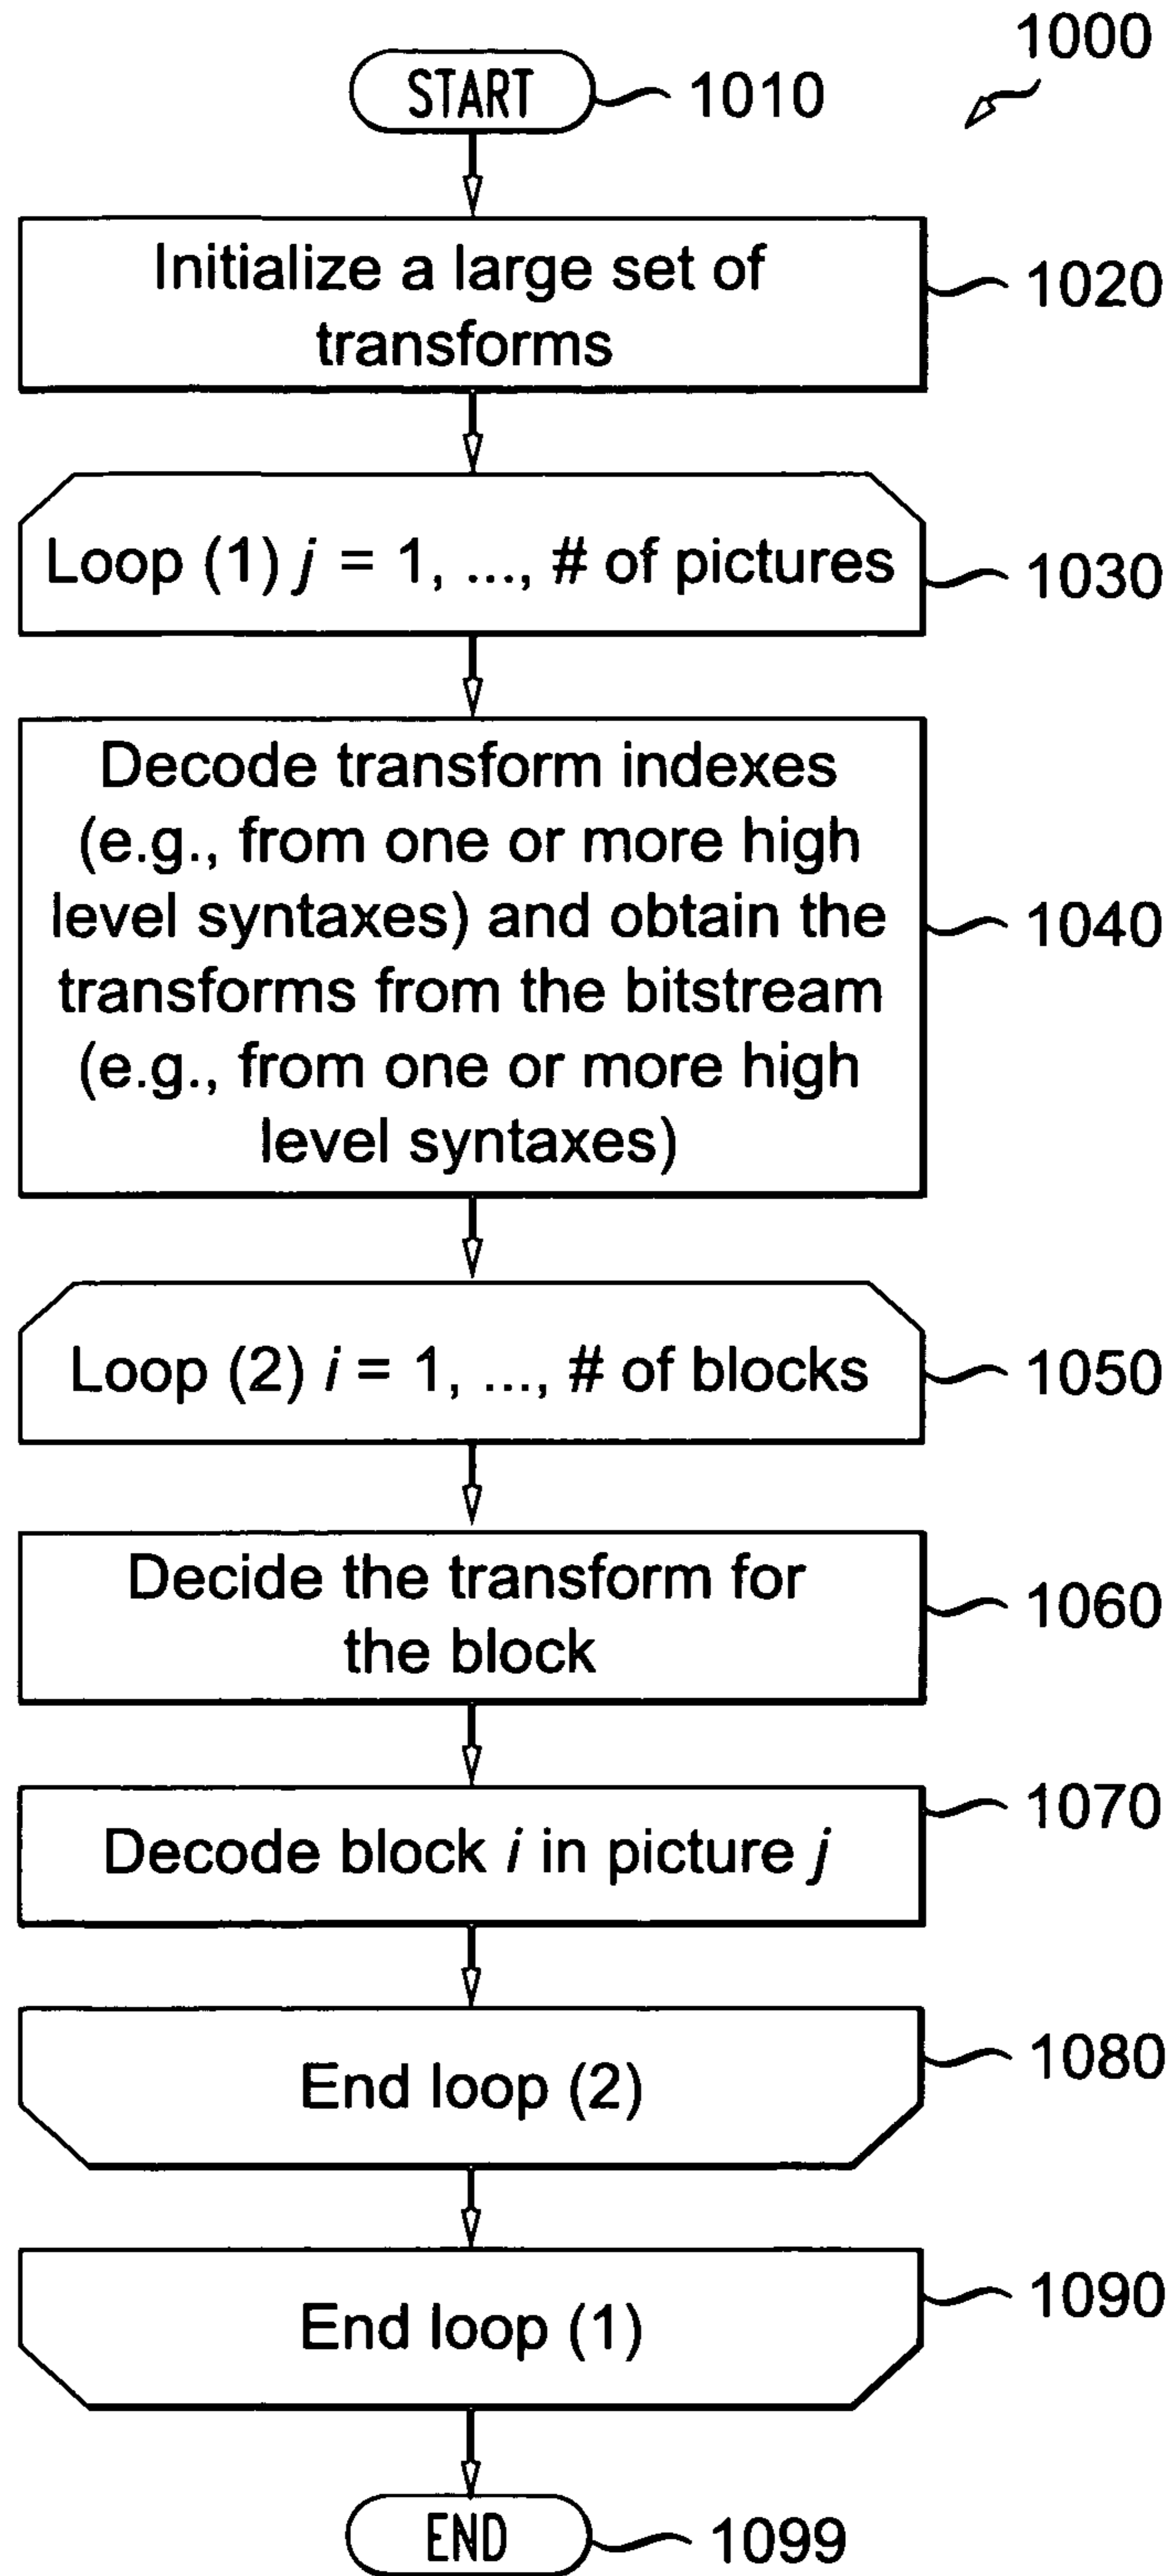 1000
START
1010
Initialize a large set of
transforms
1020
Loop (1) j = 1, ..., # of pictures
1030
Decode transform indexes
(e.g., from one or more high
level syntaxes) and obtain the
transforms from the bitstream
(e.g., from one or more high
level syntaxes)
1040
Loop (2) i = 1, ..., # of blocks
1050
Decide the transform for
the block
1060
Decode block i in picture j
1070
End loop (2)
1080
End loop (1)
1090
END
1099